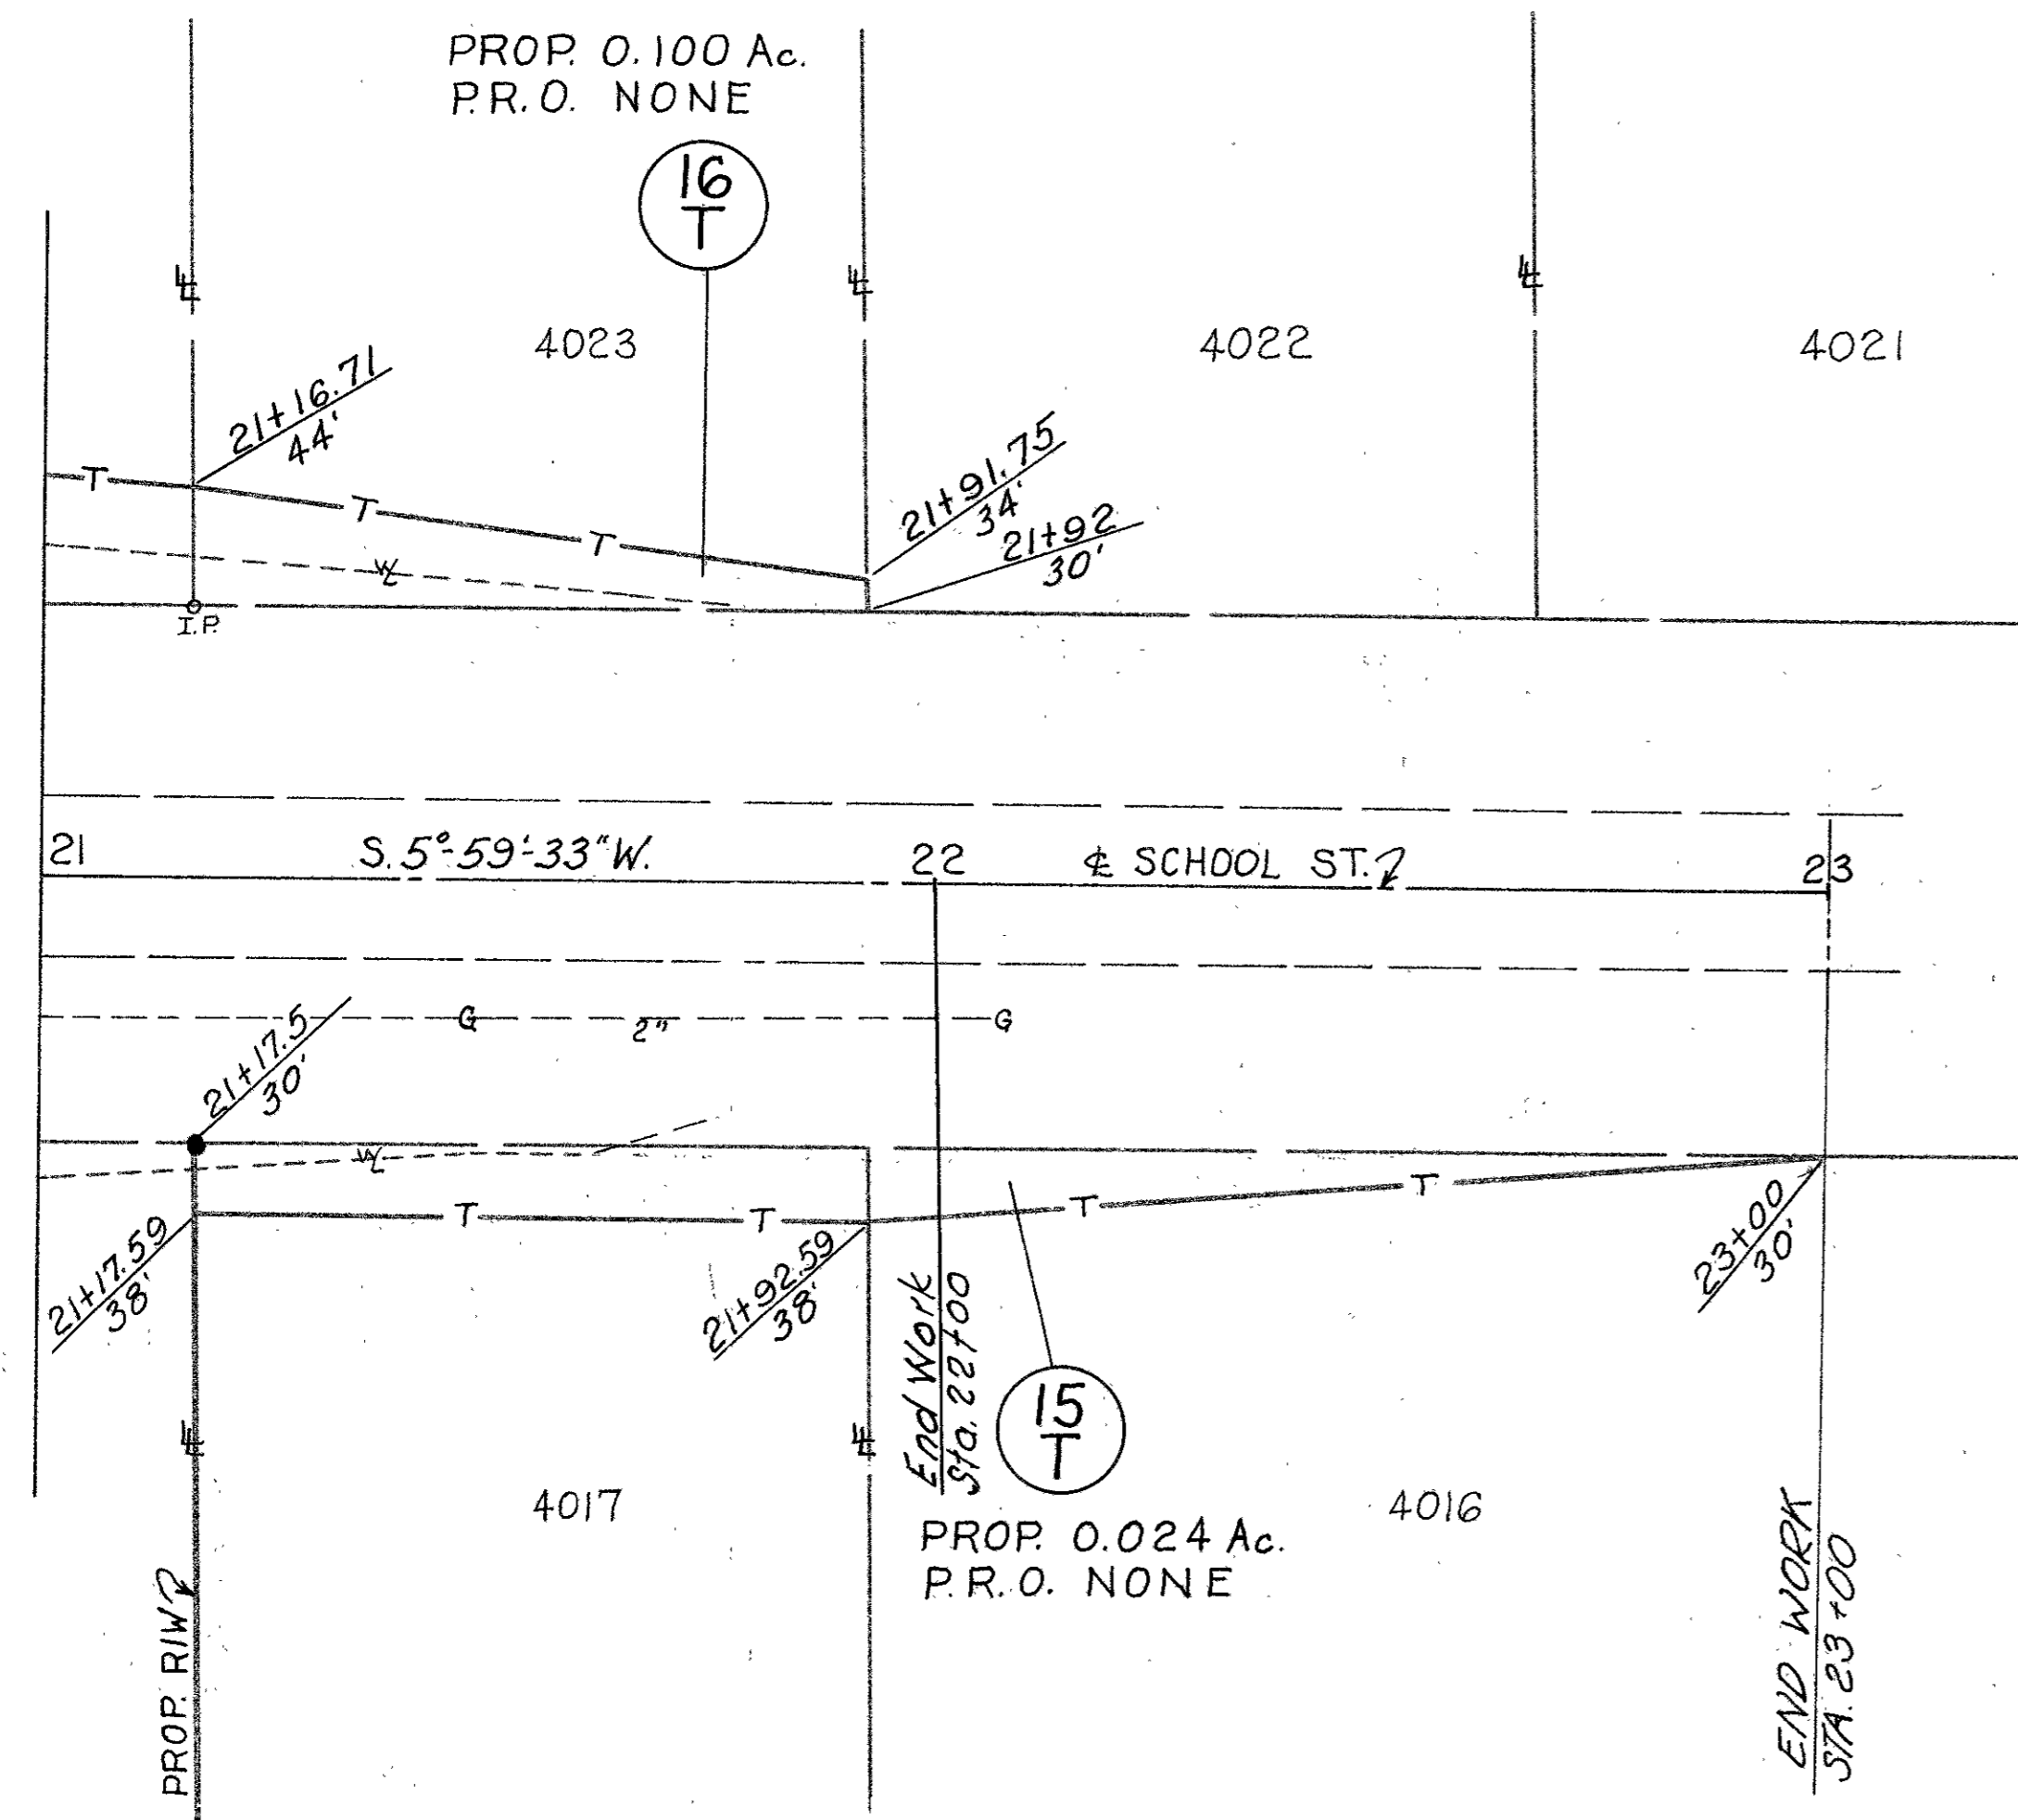 PROP. 0.100 Ac.
P.R.O. NONE
16
T
4023
4022
4021
21+16.71
44'
21+91.75
34'
21+92
30'
T
T
T
I.P.
21
S. 5°-59'-33" W.
22
℄ SCHOOL ST.
23
G
2"
G
21+17.5
30'
T
T
T
T
21+17.59
38'
21+92.59
38'
23+00
30'
End Work
Sta. 22+00
15
T
4017
4016
PROP. 0.024 Ac.
P.R.O. NONE
PROP. R/W
END WORK
STA. 23+00